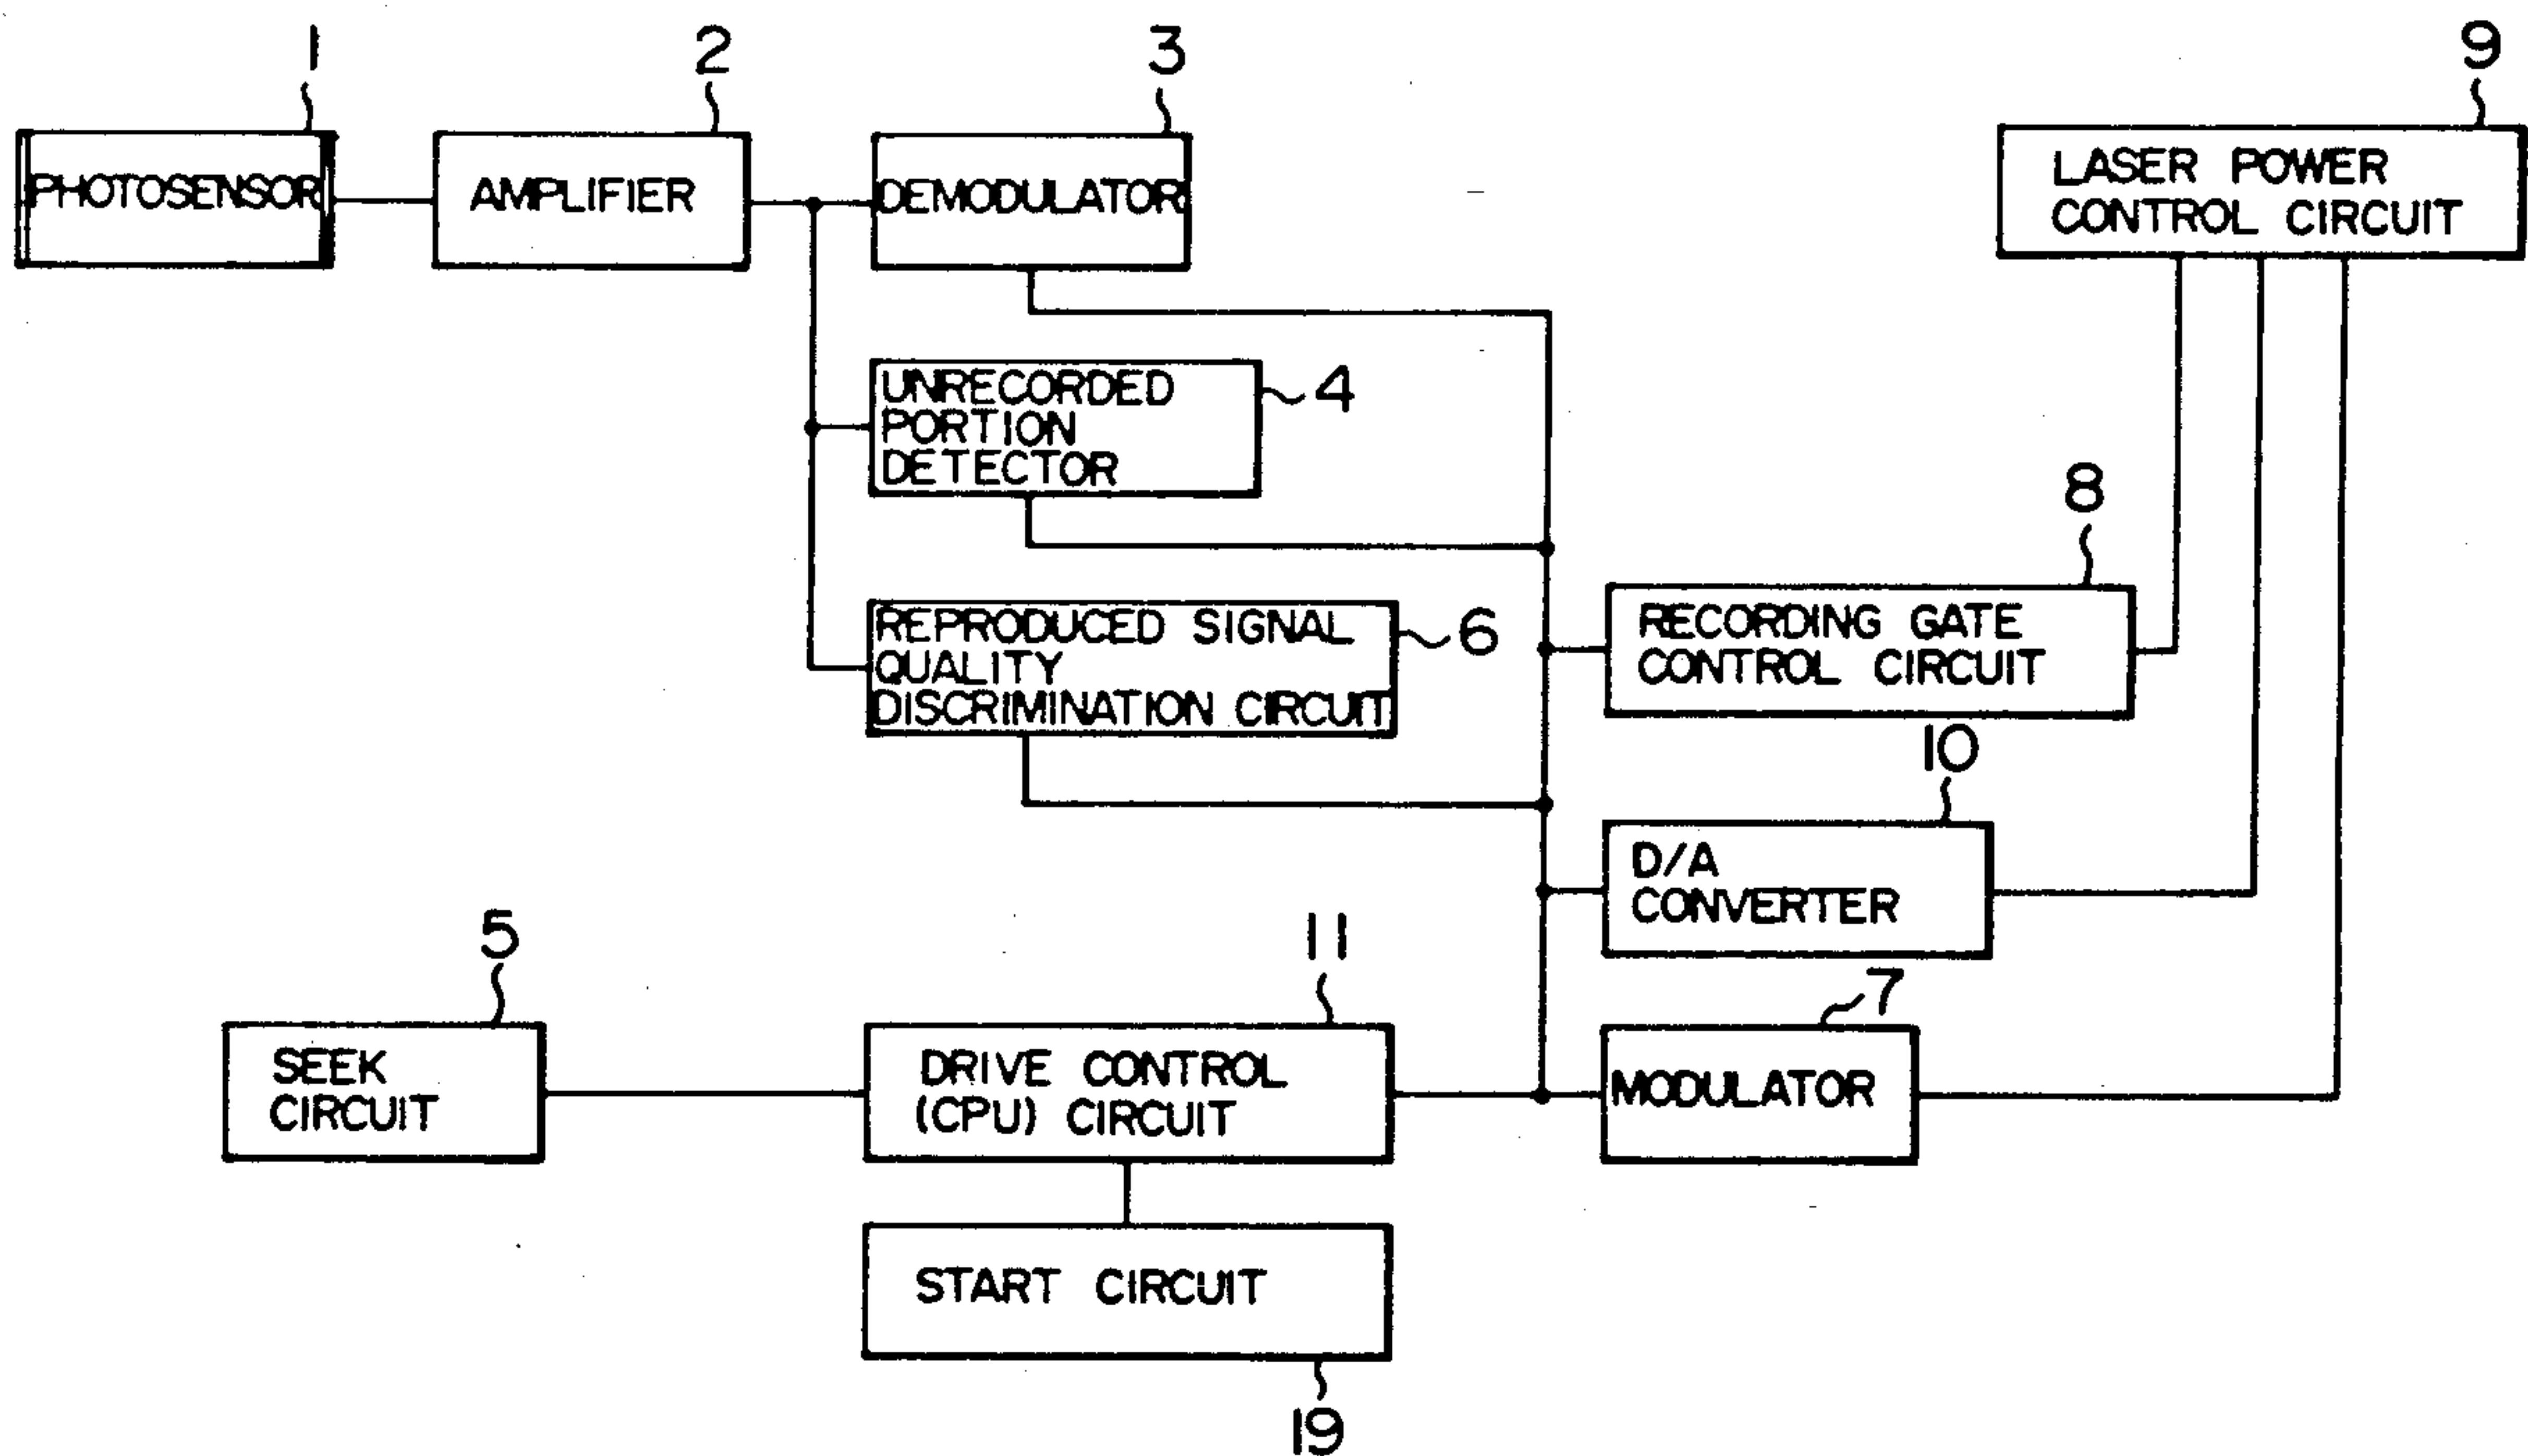 1
2
3
9
PHOTOSENSOR
AMPLIFIER
DEMODULATOR
LASER POWER
CONTROL CIRCUIT
UNRECORDED
PORTION
DETECTOR
4
8
REPRODUCED SIGNAL
QUALITY
DISCRIMINATION CIRCUIT
6
RECORDING GATE
CONTROL CIRCUIT
10
D/A
CONVERTER
5
11
7
SEEK
CIRCUIT
DRIVE CONTROL
(CPU) CIRCUIT
MODULATOR
START CIRCUIT
19